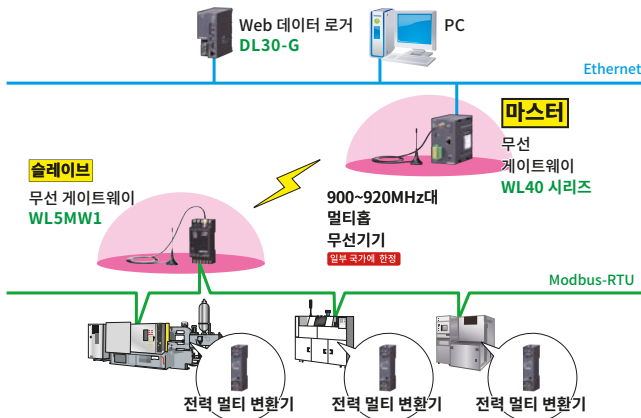 Web 데이터 로거
DL30-G
PC
Ethernet
마스터
무선
게이트웨이
WL40 시리즈
슬레이브
무선 게이트웨이
WL5MW1
900~920MHz대
멀티홉
무선기기
일부 국가에 한정
Modbus-RTU
전력 멀티 변환기
전력 멀티 변환기
전력 멀티 변환기